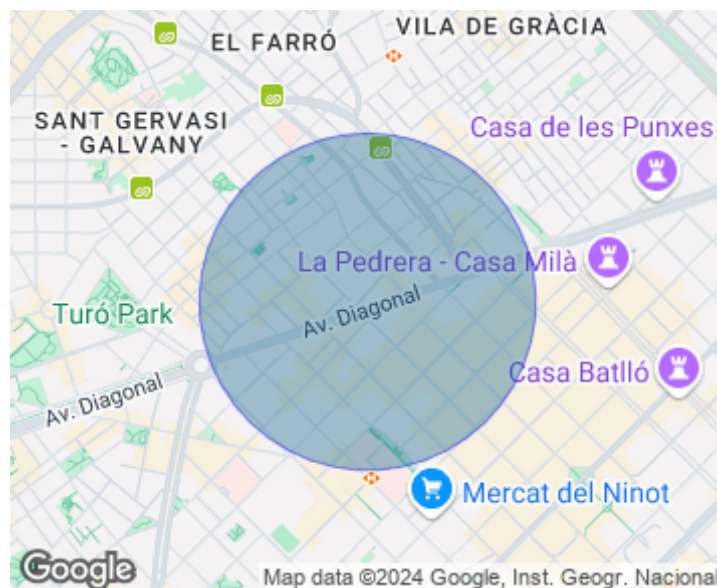 EL FARRÓ
VILA DE GRÀCIA
SANT GERVASI
- GALVANY
Casa de les Punxes
La Pedrera - Casa Milà
Turó Park
Av. Diagonal
Casa Batlló
Av. Diagonal
Mercat del Ninot
Google
Map data ©2024 Google, Inst. Geogr. Nacional